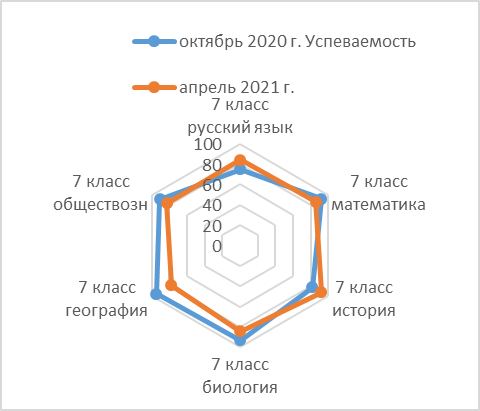 октябрь 2020 г. Успеваемость
апрель 2021 г.
7 класс
русский язык
100
80
60
40
20
0
7 класс
математика
7 класс
история
7 класс
биология
7 класс
география
7 класс
обществозн